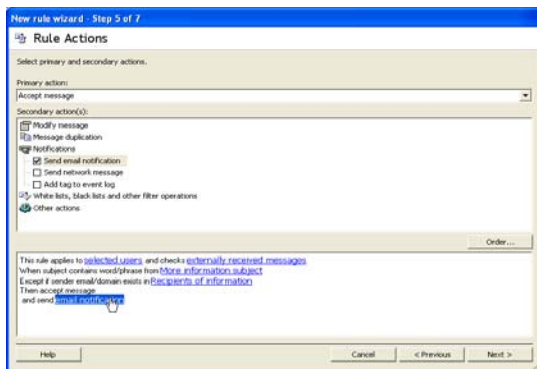 New rule wizard - Step 5 of 7
Rule Actions
Select primary and secondary actions.
Primary action:
Accept message
Secondary action(s):
Modify message
Message duplication
Notifications
Send email notification
Send network message
Add tag to event log
White lists, black lists and other filter operations
Other actions
Order...
This rule applies to selected users and checks externally received messages
When subject contains word/phrase from More information subject
Except if sender email/domain exists in Recipients of information
Then accept message
and send email notification
Help
Cancel
< Previous
Next >